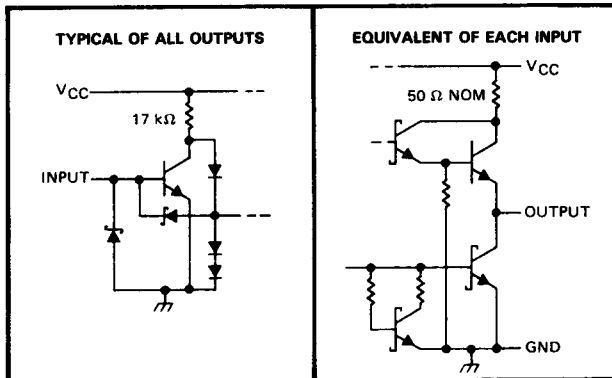 TYPICAL OF ALL OUTPUTS
VCC
17 kΩ
INPUT
EQUIVALENT OF EACH INPUT
VCC
50 Ω NOM
OUTPUT
GND